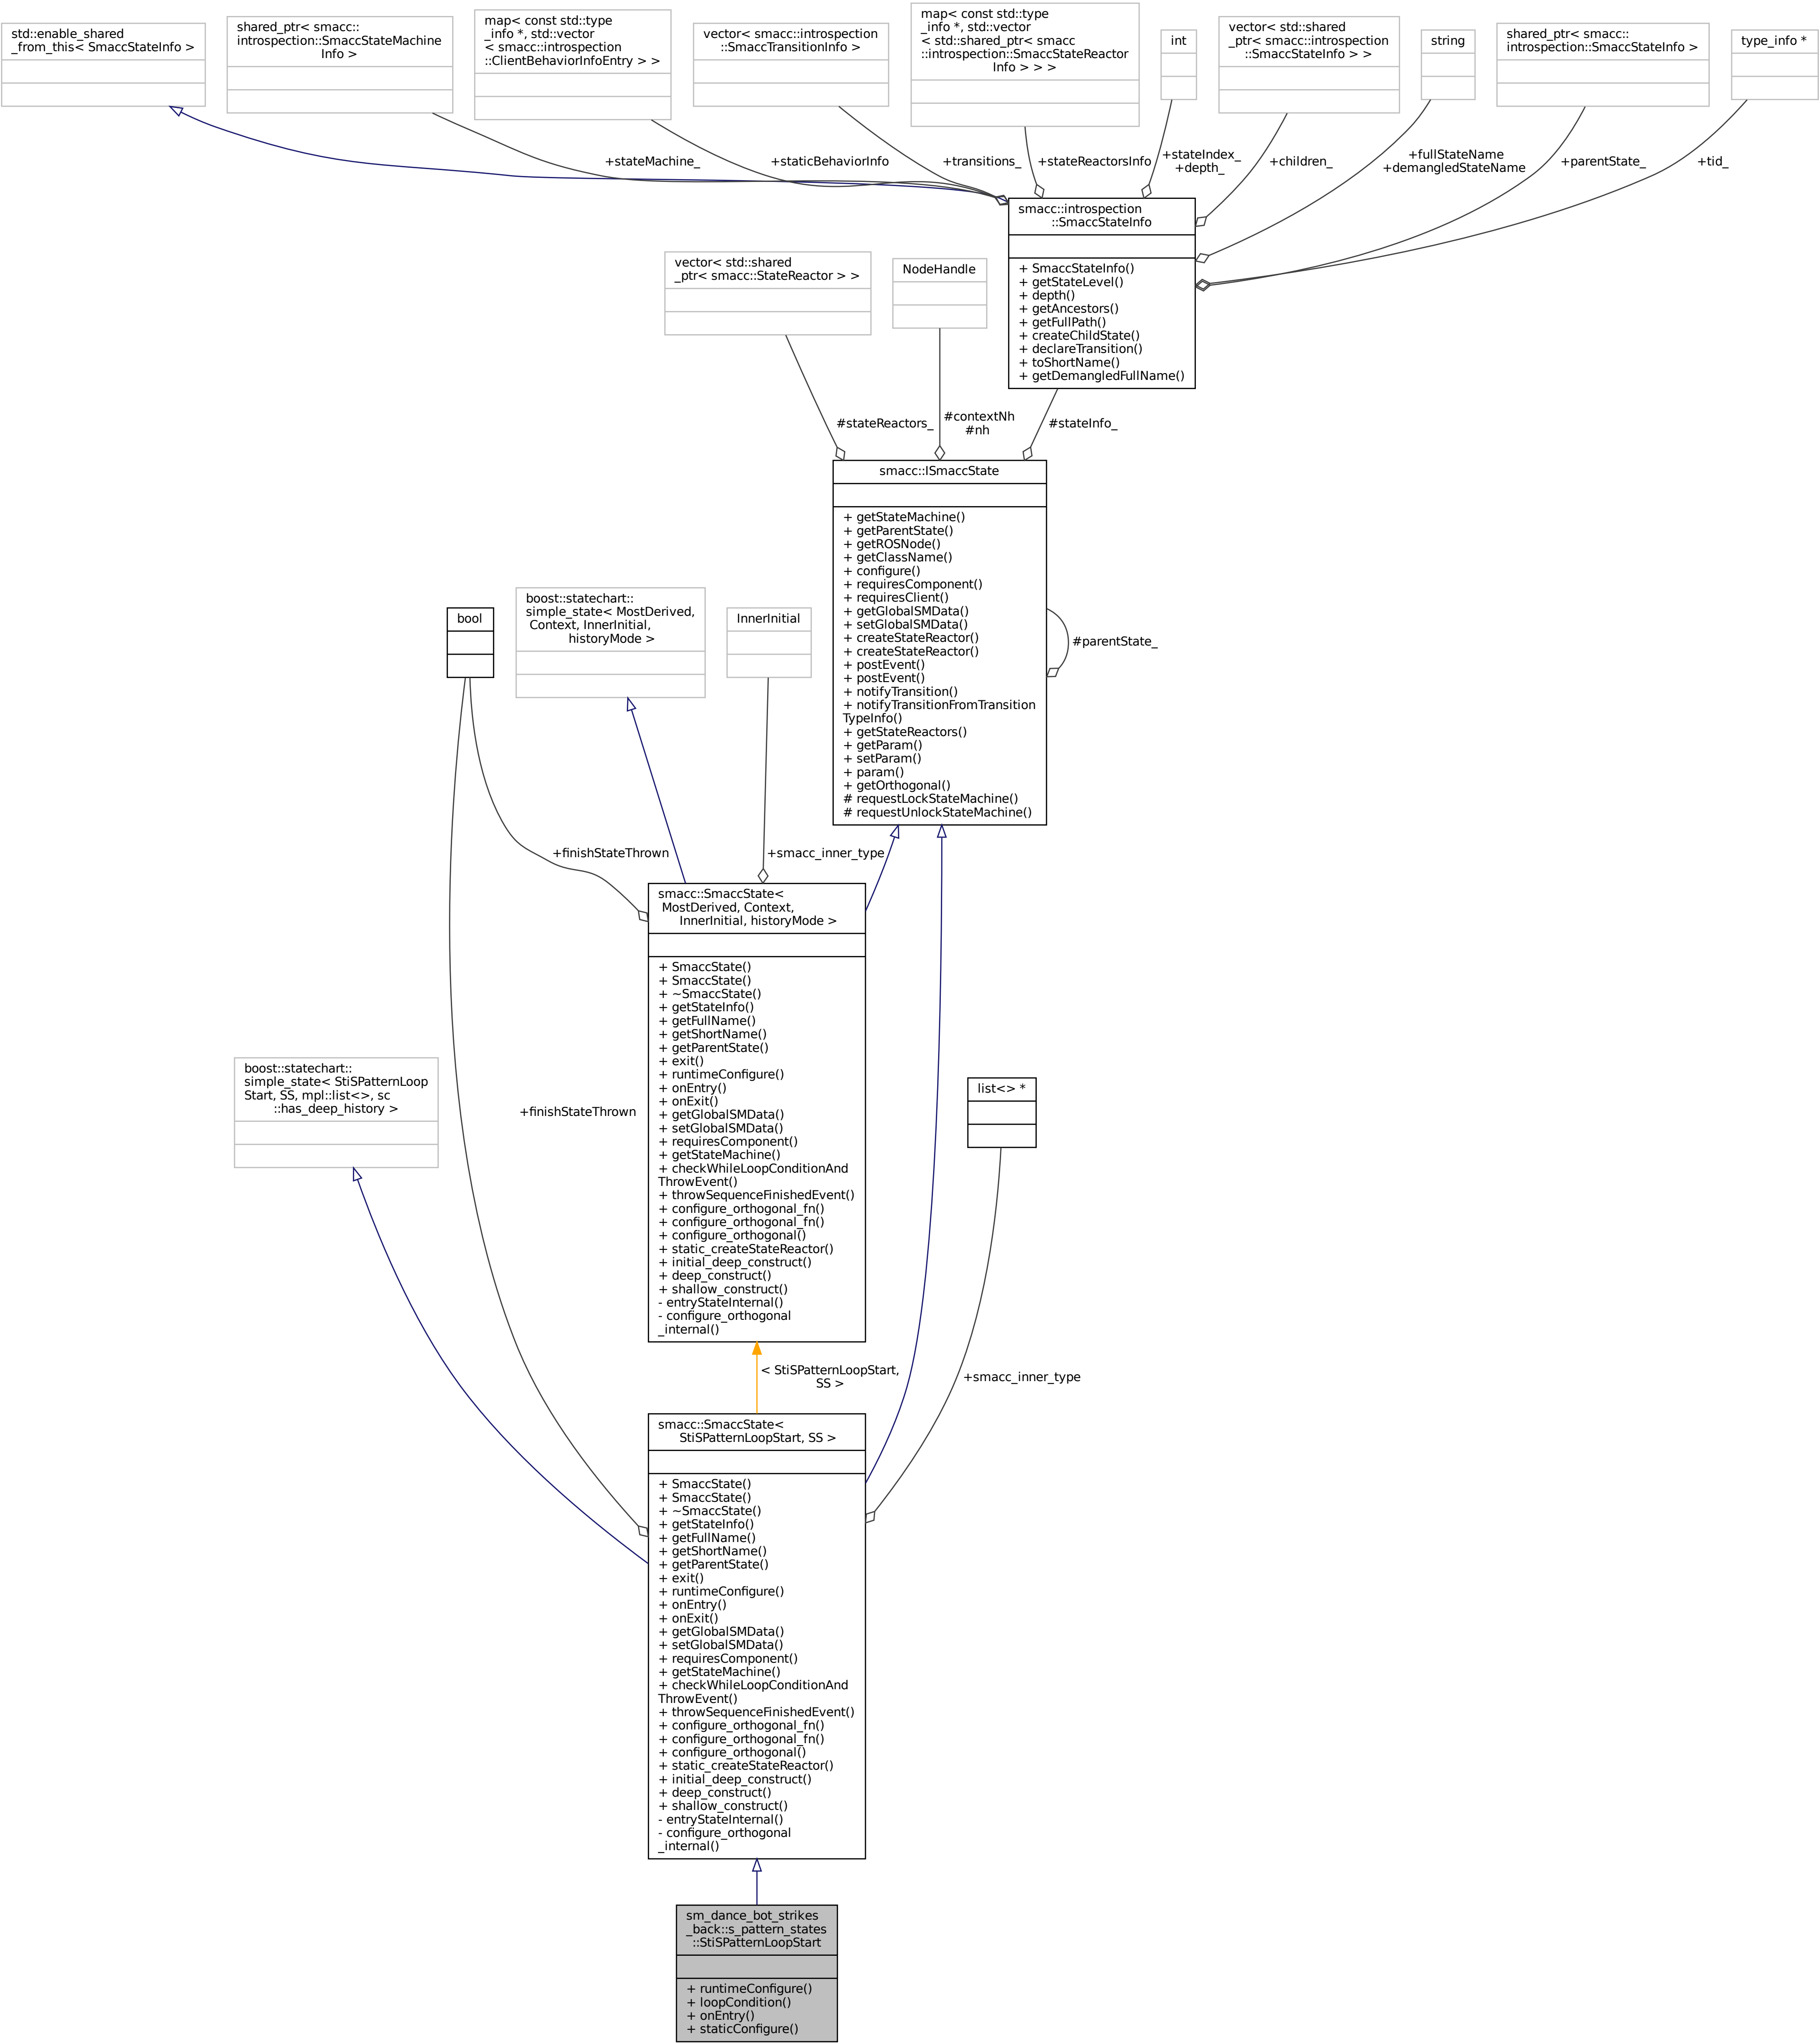 std::enable_shared
_from_this< SmaccStateInfo >
shared_ptr< smacc::
introspection::SmaccStateMachine
Info >
map< const std::type
_info *, std::vector
< smacc::introspection
::ClientBehaviorInfoEntry > >
vector< smacc::introspection
::SmaccTransitionInfo >
map< const std::type
_info *, std::vector
< std::shared_ptr< smacc
::introspection::SmaccStateReactor
Info > > >
int
vector< std::shared
_ptr< smacc::introspection
::SmaccStateInfo > >
string
shared_ptr< smacc::
introspection::SmaccStateInfo >
type_info *
+stateMachine_
+staticBehaviorInfo
+transitions_
+stateReactorsInfo
+stateIndex_
+depth_
+children_
+fullStateName
+demangledStateName
+parentState_
+tid_
smacc::introspection
::SmaccStateInfo
+ SmaccStateInfo()
+ getStateLevel()
+ depth()
+ getAncestors()
+ getFullPath()
+ createChildState()
+ declareTransition()
+ toShortName()
+ getDemangledFullName()
vector< std::shared
_ptr< smacc::StateReactor > >
NodeHandle
#stateReactors_
#contextNh
#nh
#stateInfo_
smacc::ISmaccState
+ getStateMachine()
+ getParentState()
+ getROSNode()
+ getClassName()
+ configure()
+ requiresComponent()
+ requiresClient()
+ getGlobalSMData()
+ setGlobalSMData()
+ createStateReactor()
+ createStateReactor()
+ postEvent()
+ postEvent()
+ notifyTransition()
+ notifyTransitionFromTransition
TypeInfo()
+ getStateReactors()
+ getParam()
+ setParam()
+ param()
+ getOrthogonal()
# requestLockStateMachine()
# requestUnlockStateMachine()
#parentState_
bool
boost::statechart::
simple_state< MostDerived,
Context, InnerInitial,
historyMode >
InnerInitial
+finishStateThrown
+smacc_inner_type
smacc::SmaccState<
MostDerived, Context,
InnerInitial, historyMode >
+ SmaccState()
+ SmaccState()
+ ~SmaccState()
+ getStateInfo()
+ getFullName()
+ getShortName()
+ getParentState()
+ exit()
+ runtimeConfigure()
+ onEntry()
+ onExit()
+ getGlobalSMData()
+ setGlobalSMData()
+ requiresComponent()
+ getStateMachine()
+ checkWhileLoopConditionAnd
ThrowEvent()
+ throwSequenceFinishedEvent()
+ configure_orthogonal_fn()
+ configure_orthogonal_fn()
+ configure_orthogonal()
+ static_createStateReactor()
+ initial_deep_construct()
+ deep_construct()
+ shallow_construct()
- entryStateInternal()
- configure_orthogonal
_internal()
boost::statechart::
simple_state< StiSPatternLoop
Start, SS, mpl::list<>, sc
::has_deep_history >
+finishStateThrown
list<> *
< StiSPatternLoopStart,
SS >
+smacc_inner_type
smacc::SmaccState<
StiSPatternLoopStart, SS >
+ SmaccState()
+ SmaccState()
+ ~SmaccState()
+ getStateInfo()
+ getFullName()
+ getShortName()
+ getParentState()
+ exit()
+ runtimeConfigure()
+ onEntry()
+ onExit()
+ getGlobalSMData()
+ setGlobalSMData()
+ requiresComponent()
+ getStateMachine()
+ checkWhileLoopConditionAnd
ThrowEvent()
+ throwSequenceFinishedEvent()
+ configure_orthogonal_fn()
+ configure_orthogonal_fn()
+ configure_orthogonal()
+ static_createStateReactor()
+ initial_deep_construct()
+ deep_construct()
+ shallow_construct()
- entryStateInternal()
- configure_orthogonal
_internal()
sm_dance_bot_strikes
_back::s_pattern_states
::StiSPatternLoopStart
+ runtimeConfigure()
+ loopCondition()
+ onEntry()
+ staticConfigure()